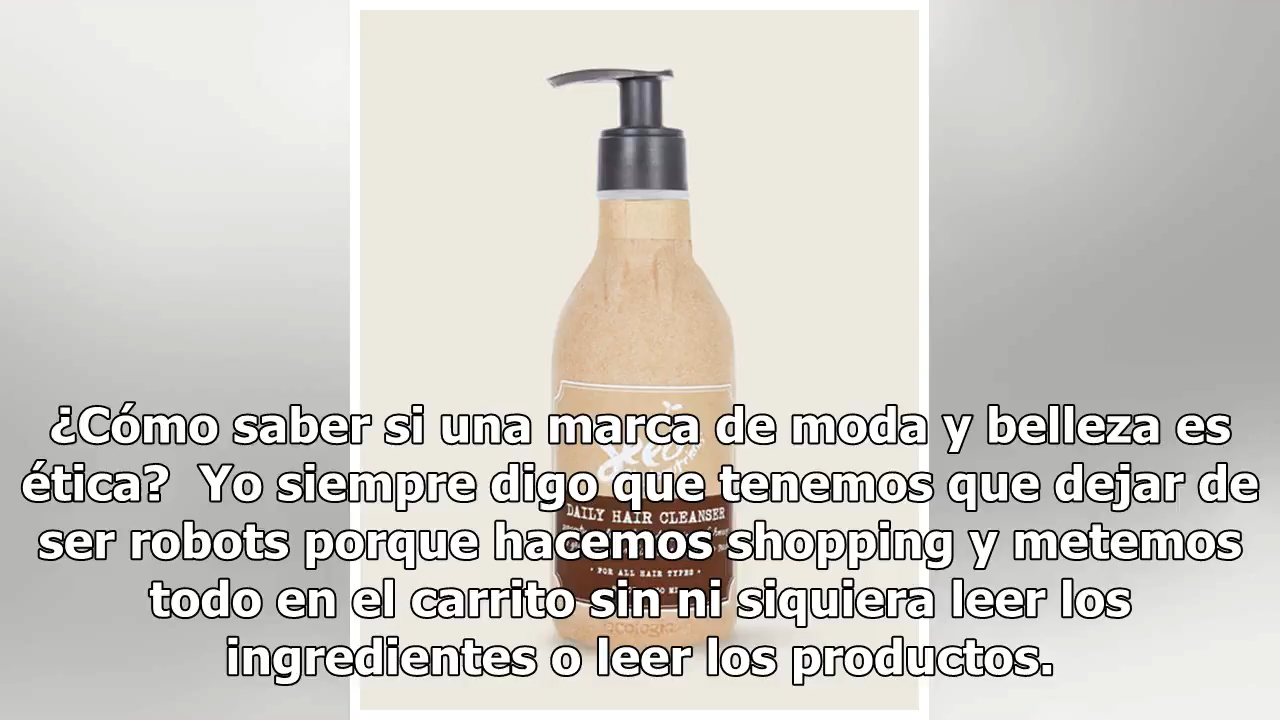 ¿Cómo saber si una marca de moda y belleza es
ética?  Yo siempre digo que tenemos que dejar de
ser robots porque hacemos shopping y metemos
todo en el carrito sin ni siquiera leer los
ingredientes o leer los productos.
DAILY HAIR CLEANSER
• FOR ALL HAIR TYPES •